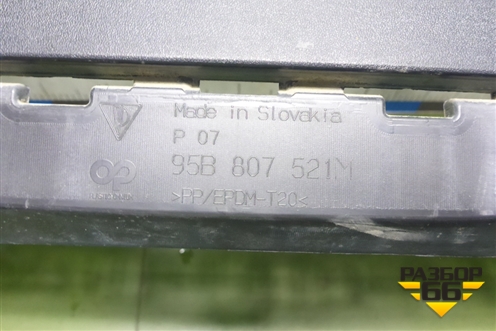 Made in Slovakia
P 07
95B 807 521M
>PP/EPDM-T20<
РАЗБОР
66